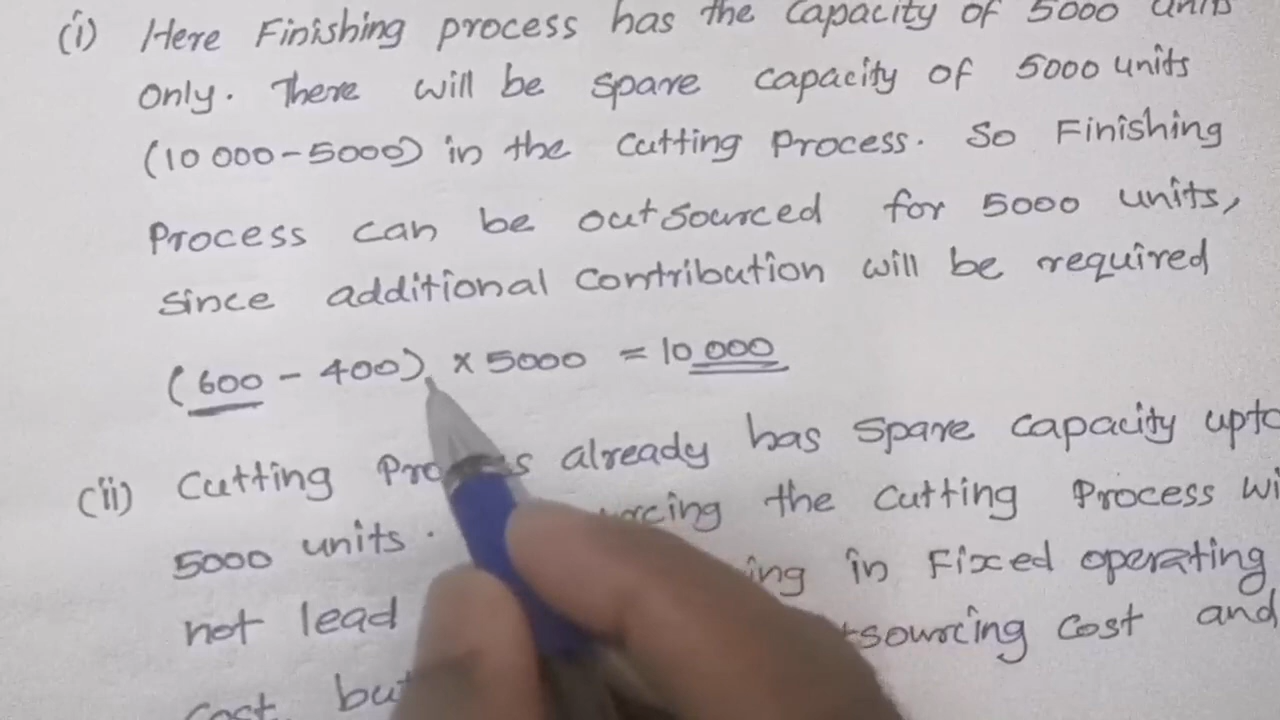 (i) Here Finishing process has the capacity of 5000 units
only. There will be spare capacity of 5000 units
(10 000-5000) in the cutting process. So Finishing
Process can be outsourced for 5000 units,
since additional contribution will be required
(600 - 400) x 5000 = 10 000
(ii) Cutting already has spare capacity upto
5000 units. the cutting process
not lead in Fixed operating
cost cost and